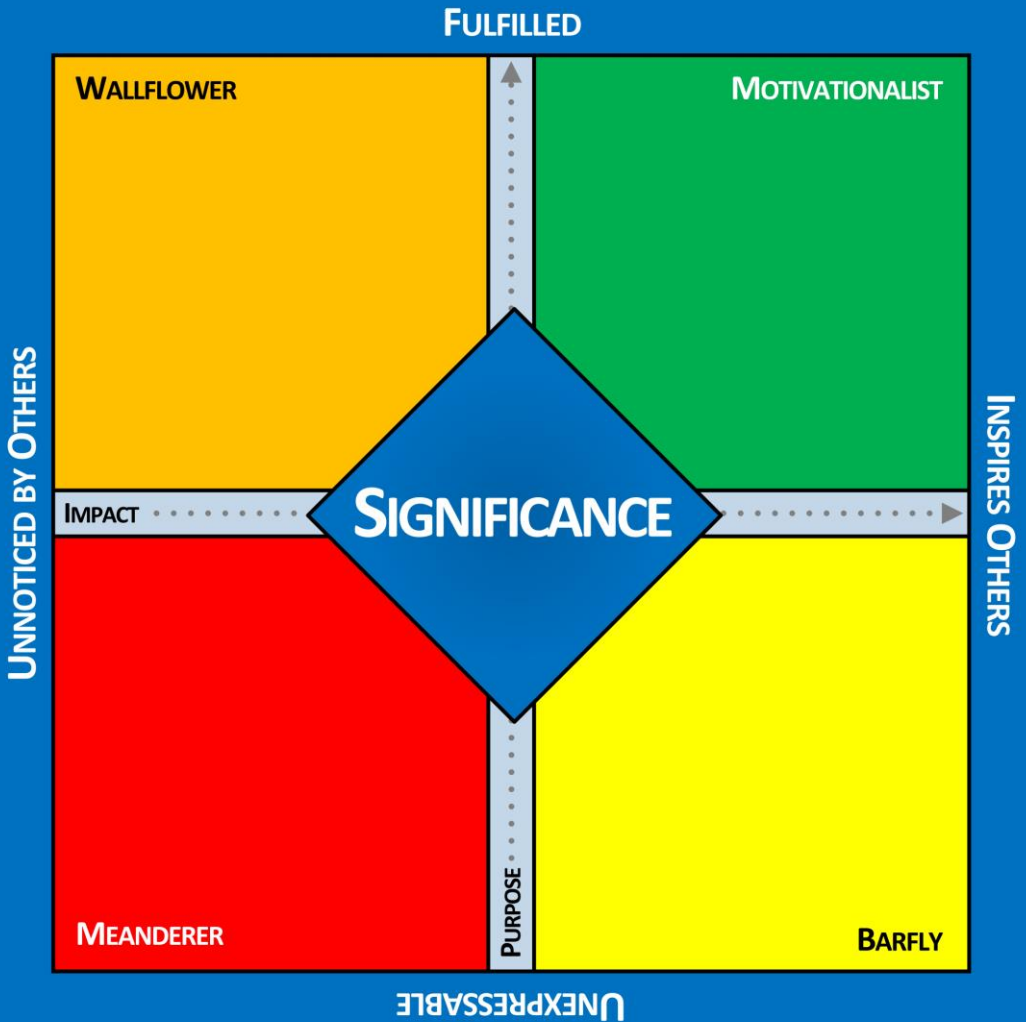 FULFILLED
WALLFLOWER
MOTIVATIONALIST
UNNOTICED BY OTHERS
IMPACT
SIGNIFICANCE
INSPIRES OTHERS
MEANDERER
PURPOSE
BARFLY
UNEXPRESSABLE